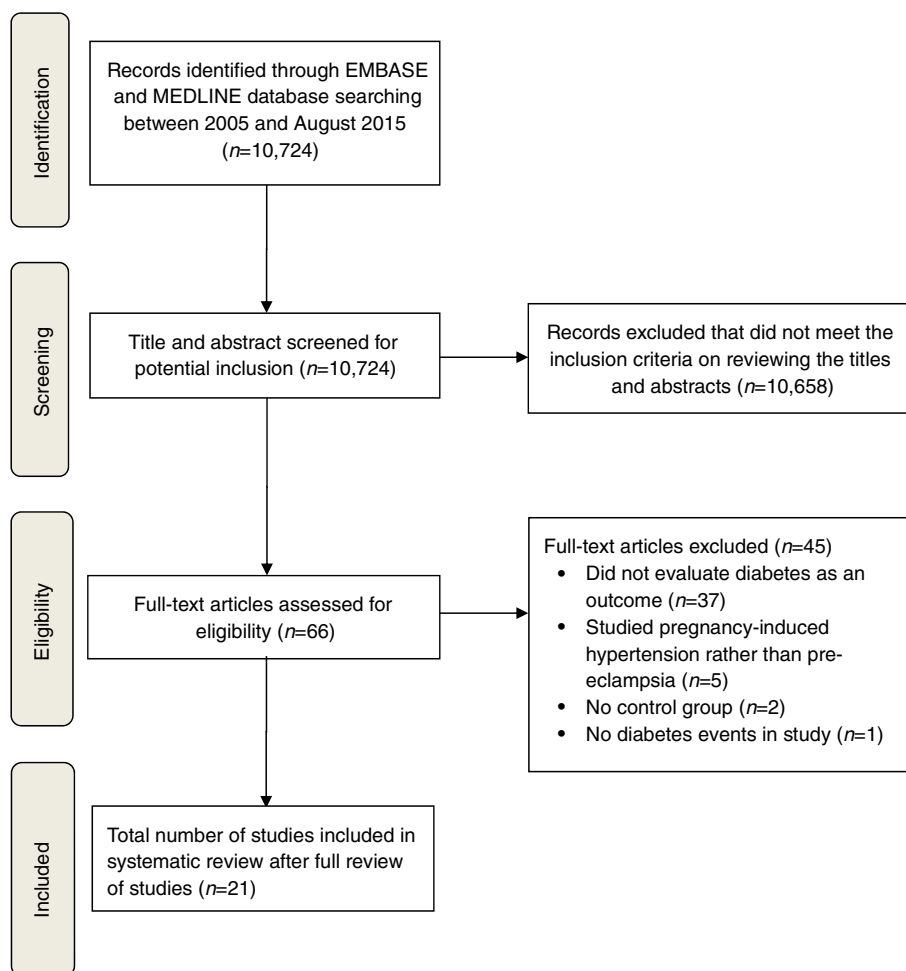 Identification
Records identified through EMBASE
and MEDLINE database searching
between 2005 and August 2015
(n=10,724)
Screening
Title and abstract screened for
potential inclusion (n=10,724)
Records excluded that did not meet the
inclusion criteria on reviewing the titles
and abstracts (n=10,658)
Eligibility
Full-text articles assessed for
eligibility (n=66)
Full-text articles excluded (n=45)
• Did not evaluate diabetes as an
outcome (n=37)
• Studied pregnancy-induced
hypertension rather than pre-
eclampsia (n=5)
• No control group (n=2)
• No diabetes events in study (n=1)
Included
Total number of studies included in
systematic review after full review
of studies (n=21)